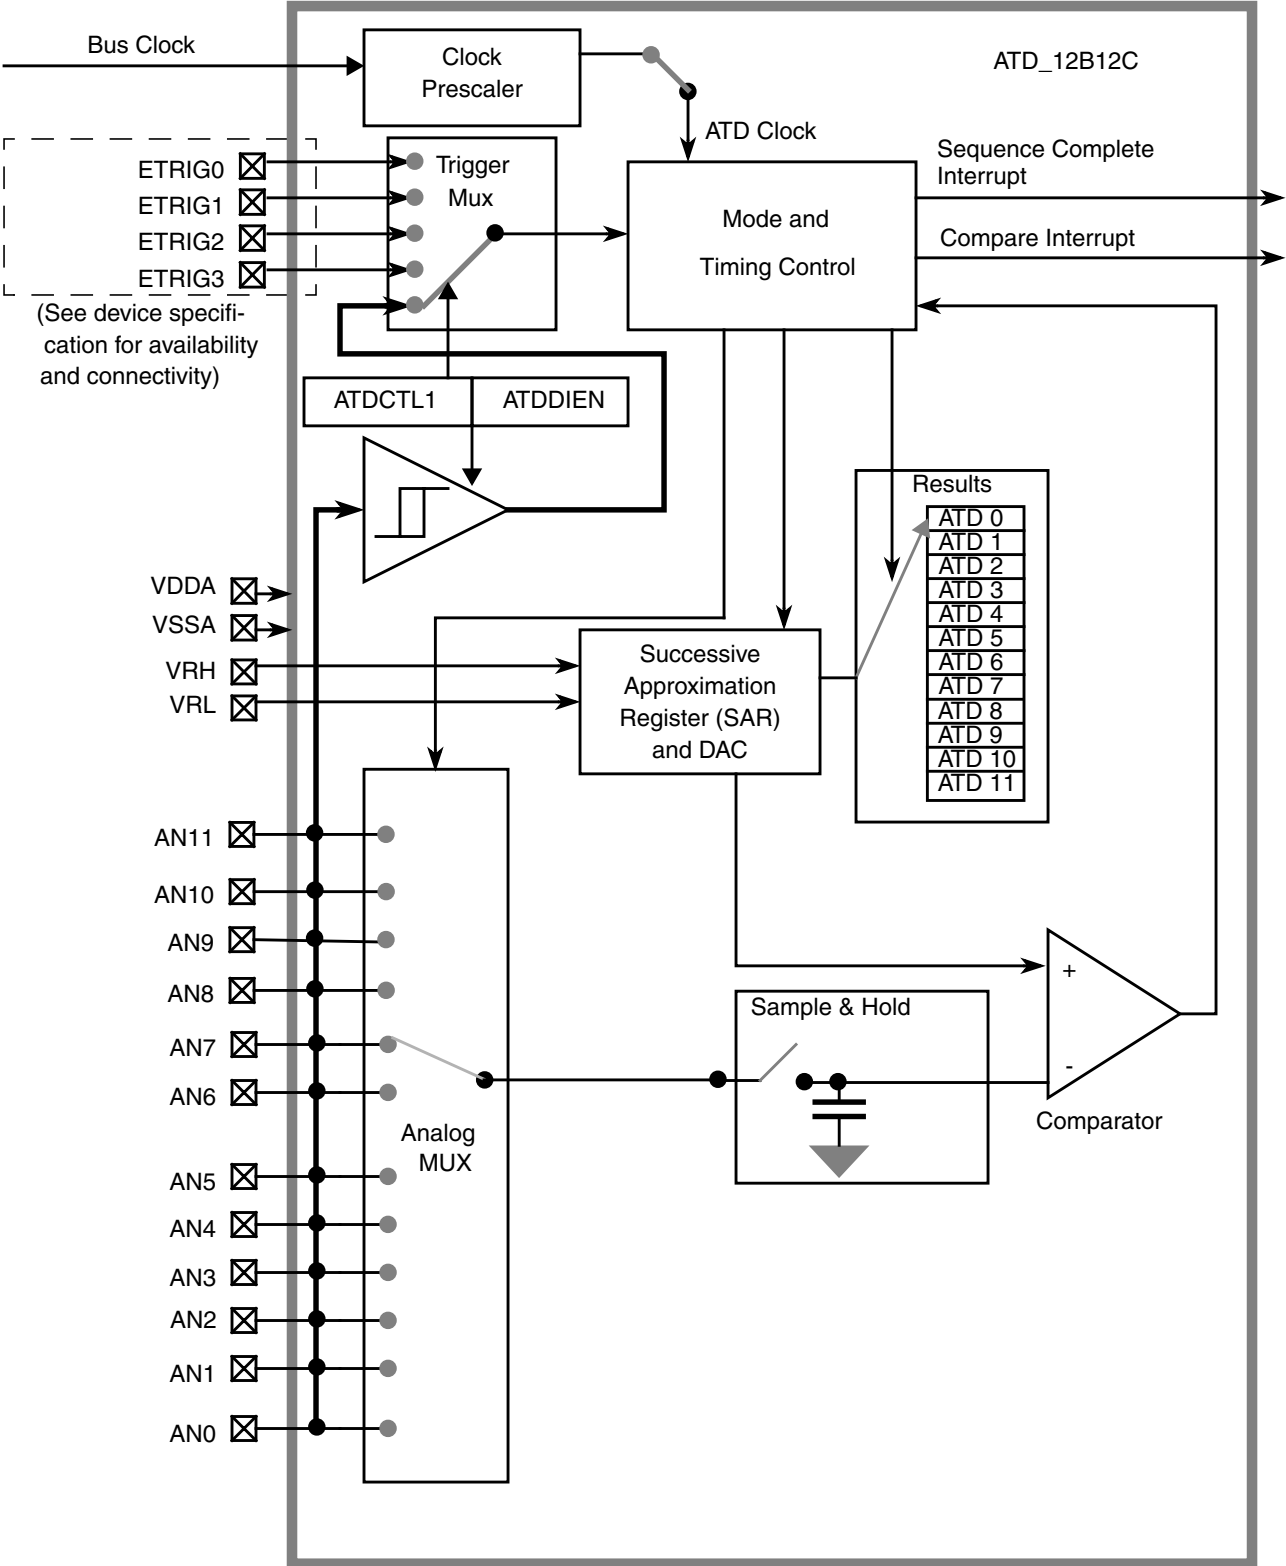 Bus Clock
Clock
Prescaler
ATD_12B12C
ATD Clock
ETRIG0
ETRIG1
ETRIG2
ETRIG3
(See device specifi-
cation for availability
and connectivity)
Trigger
Mux
Mode and
Timing Control
Sequence Complete
Interrupt
Compare Interrupt
ATDCTL1
ATDDIEN
Results
ATD 0
ATD 1
ATD 2
ATD 3
ATD 4
ATD 5
ATD 6
ATD 7
ATD 8
ATD 9
ATD 10
ATD 11
VDDA
VSSA
VRH
VRL
Successive
Approximation
Register (SAR)
and DAC
AN11
AN10
AN9
AN8
AN7
AN6
AN5
AN4
AN3
AN2
AN1
AN0
Analog
MUX
Sample & Hold
+
-
Comparator